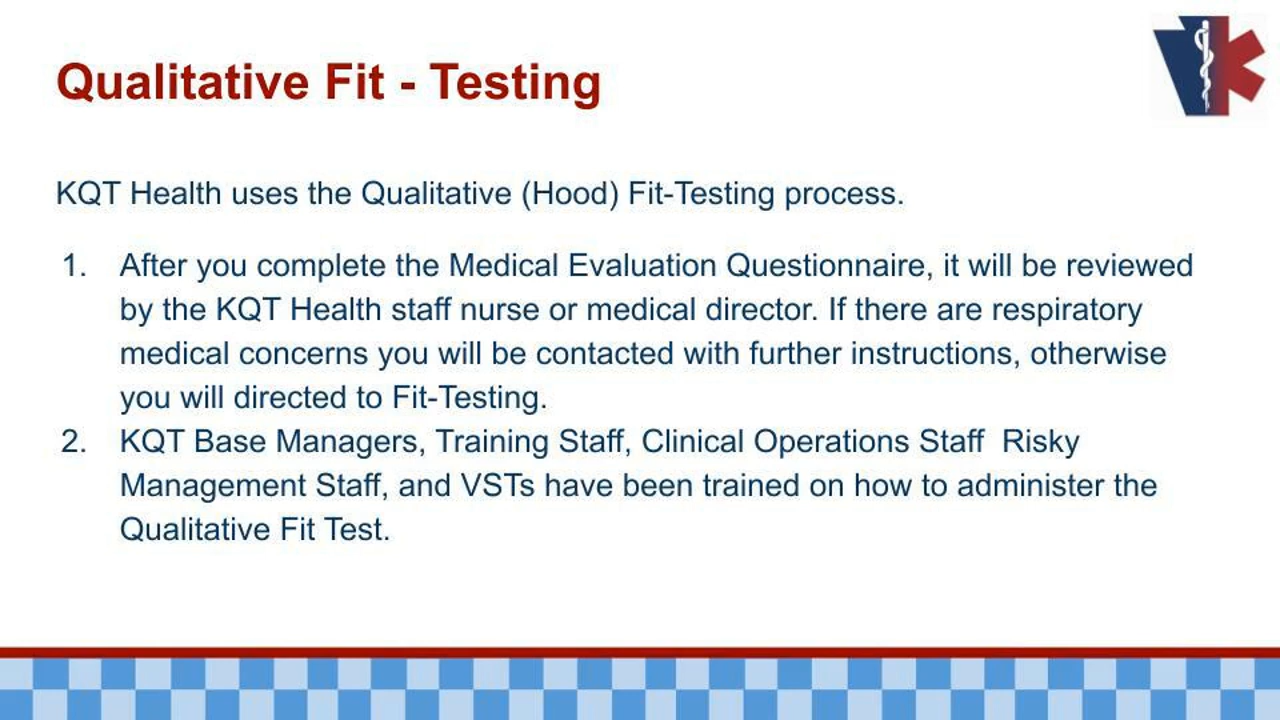 Qualitative Fit - Testing
KQT Health uses the Qualitative (Hood) Fit-Testing process.
1. After you complete the Medical Evaluation Questionnaire, it will be reviewed
by the KQT Health staff nurse or medical director. If there are respiratory
medical concerns you will be contacted with further instructions, otherwise
you will directed to Fit-Testing.
2. KQT Base Managers, Training Staff, Clinical Operations Staff  Risky
Management Staff, and VSTs have been trained on how to administer the
Qualitative Fit Test.